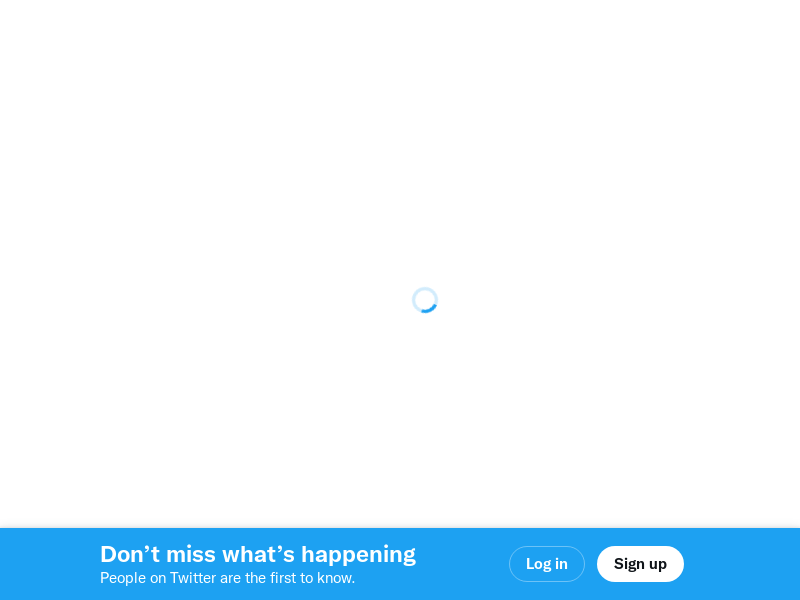 Don’t miss what’s happening
People on Twitter are the first to know.
Log in
Sign up